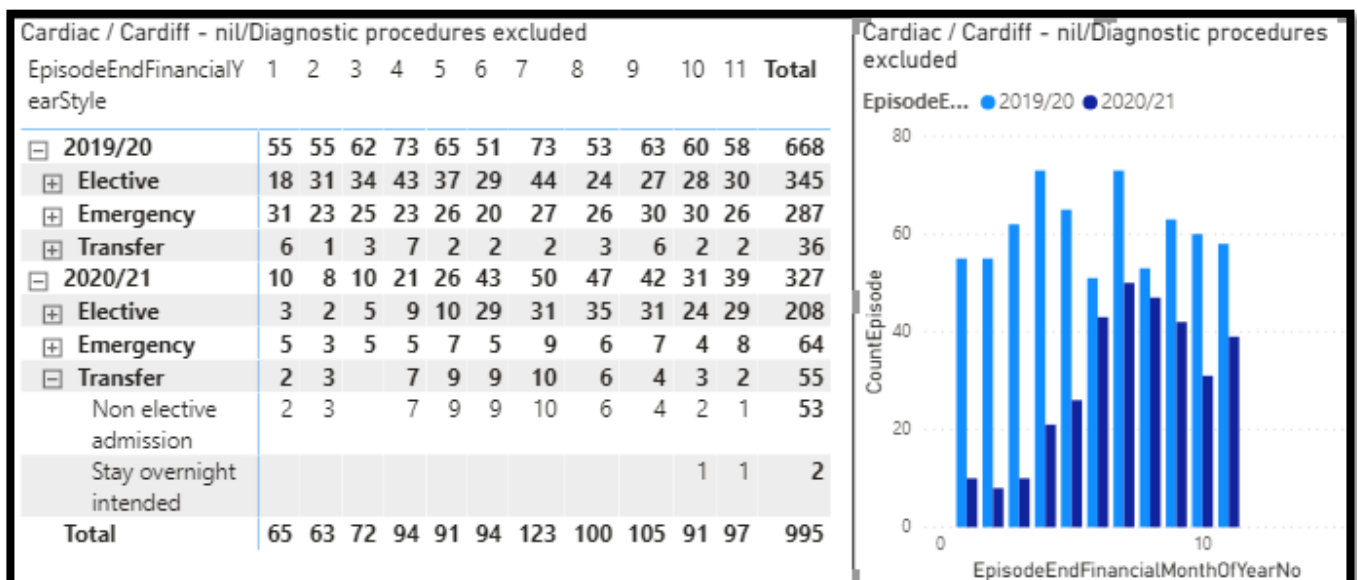 Cardiac / Cardiff - nil/Diagnostic procedures excluded
EpisodeEndFinancialY 1 2 3 4 5 6 7 8 9 10 11 Total
earStyle
2019/20 55 55 62 73 65 51 73 53 63 60 58 668
Elective 18 31 34 43 37 29 44 24 27 28 30 345
Emergency 31 23 25 23 26 20 27 26 30 30 26 287
Transfer 6 1 3 7 2 2 2 3 6 2 2 36
2020/21 10 8 10 21 26 43 50 47 42 31 39 327
Elective 3 2 5 9 10 29 31 35 31 24 29 208
Emergency 5 3 5 5 7 5 9 6 7 4 8 64
Transfer 2 3 7 9 9 10 6 4 3 2 55
Non elective 2 3 7 9 9 10 6 4 2 1 53
admission
Stay overnight 1 1 2
intended
Total 65 63 72 94 91 94 123 100 105 91 97 995
Cardiac / Cardiff - nil/Diagnostic procedures
excluded
EpisodeE... 2019/20 2020/21
80
60
40
20
0
CountEpisode
0 10
EpisodeEndFinancialMonthOfYearNo